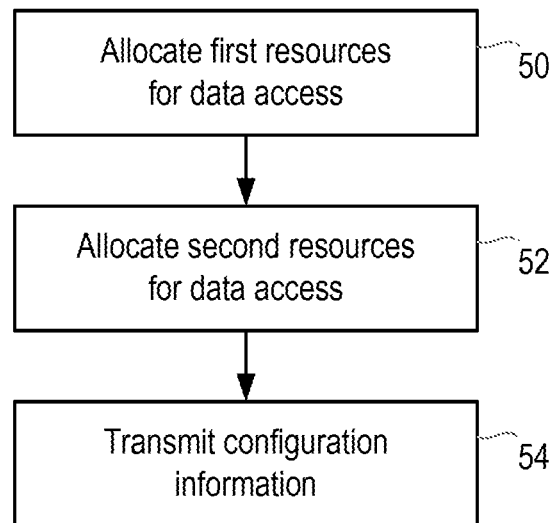 Allocate first resources
for data access
50
Allocate second resources
for data access
52
Transmit configuration
information
54